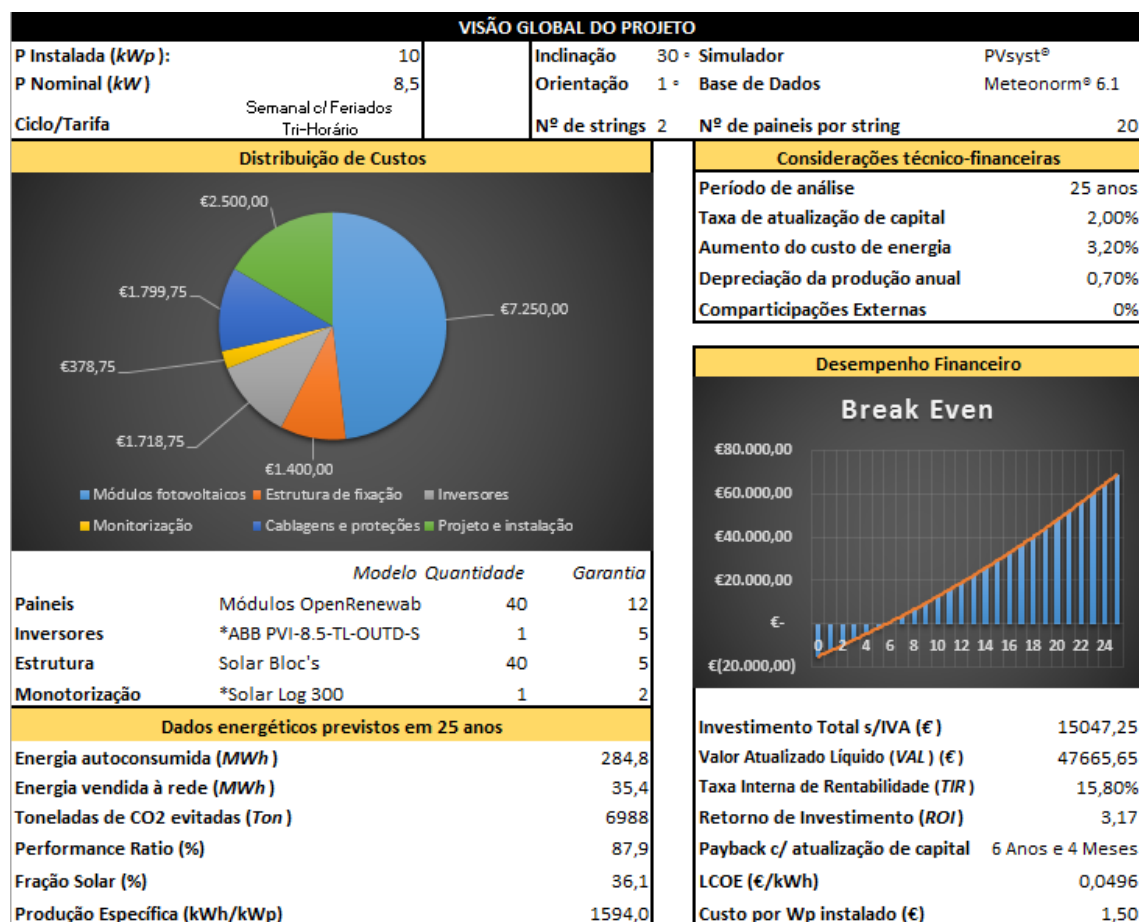 VISÃO GLOBAL DO PROJETO
P Instalada (kWp): 10 Inclinação 30 º Simulador PVsyst®
P Nominal (kW) 8,5 Orientação 1 º Base de Dados Meteonorm® 6.1
Ciclo/Tarifa Semanal c/ Feriados Tri-Horário Nº de strings 2 Nº de paineis por string 20
Distribuição de Custos
€2.500,00
€1.799,75
€7.250,00
€378,75
€1.718,75
€1.400,00
Módulos fotovoltaicos Estrutura de fixação Inversores
Monitorização Cablagens e proteções Projeto e instalação
Considerações técnico-financeiras
Período de análise 25 anos
Taxa de atualização de capital 2,00%
Aumento do custo de energia 3,20%
Depreciação da produção anual 0,70%
Comparticipações Externas 0%
Desempenho Financeiro
Break Even
€80.000,00
€60.000,00
€40.000,00
€20.000,00
€-
€(20.000,00)
0 2 4 6 8 10 12 14 16 18 20 22 24
Modelo Quantidade Garantia
Paineis Módulos OpenRenewab 40 12
Inversores *ABB PVI-8.5-TL-OUTD-S 1 5
Estrutura Solar Bloc's 40 5
Monotorização *Solar Log 300 1 2
Dados energéticos previstos em 25 anos
Energia autoconsumida (MWh) 284,8
Energia vendida à rede (MWh) 35,4
Toneladas de CO2 evitadas (Ton) 6988
Performance Ratio (%) 87,9
Fração Solar (%) 36,1
Produção Específica (kWh/kWp) 1594,0
Investimento Total s/IVA (€) 15047,25
Valor Atualizado Líquido (VAL) (€) 47665,65
Taxa Interna de Rentabilidade (TIR) 15,80%
Retorno de Investimento (ROI) 3,17
Payback c/ atualização de capital 6 Anos e 4 Meses
LCOE (€/kWh) 0,0496
Custo por Wp instalado (€) 1,50